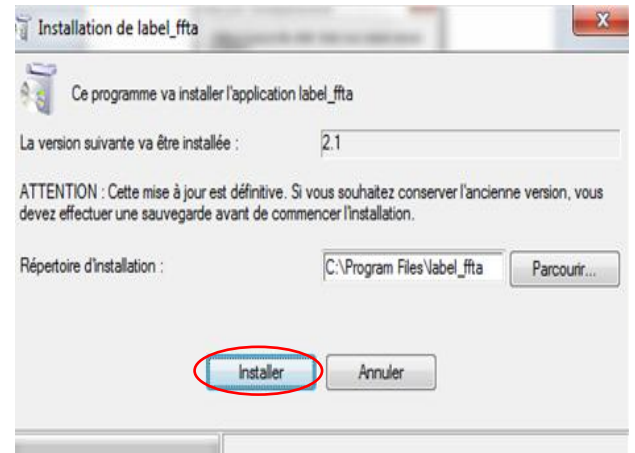 Installation de label_ffta
X
Ce programme va installer l'application label_ffta
La version suivante va être installée :
2.1
ATTENTION : Cette mise à jour est définitive. Si vous souhaitez conserver l'ancienne version, vous
devez effectuer une sauvegarde avant de commencer l'installation.
Répertoire d'installation :
C:\Program Files\label_ffta
Parcourir...
Installer
Annuler